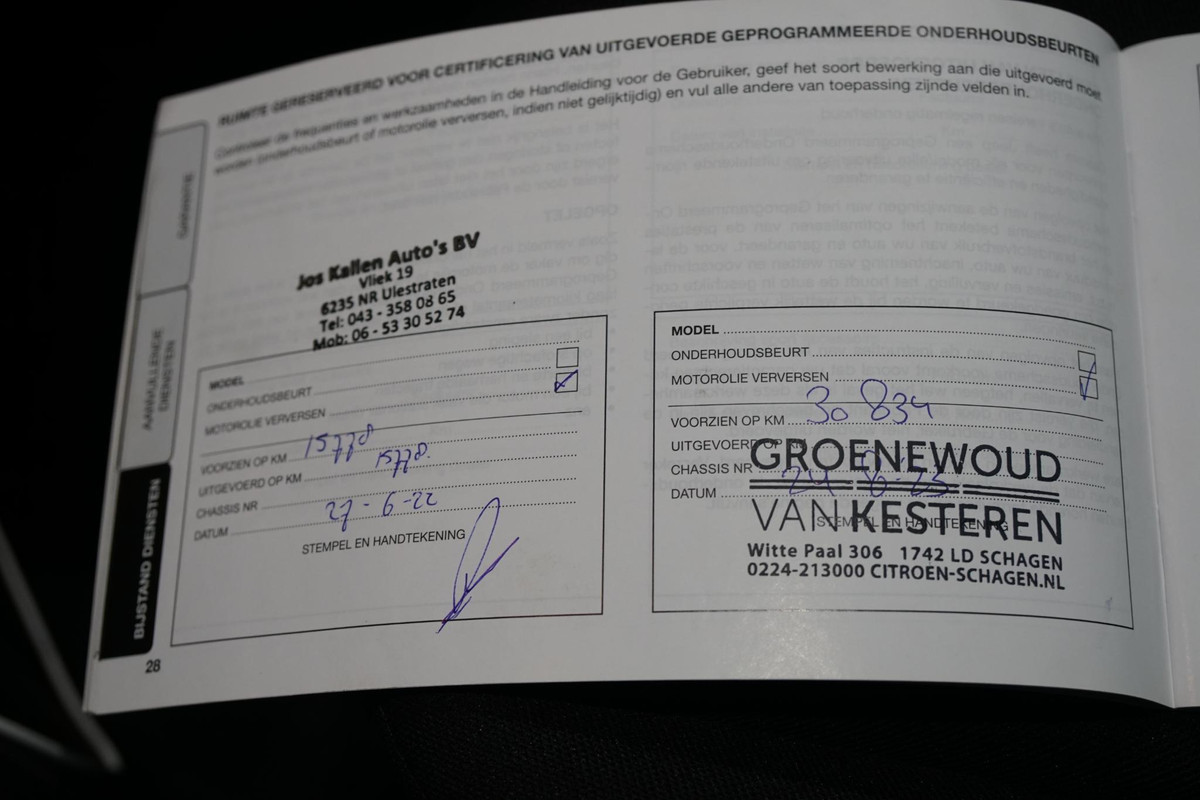 RUIMTE GERESERVEERD VOOR CERTIFICERING VAN UITGEVOERDE GEPROGRAMMEERDE ONDERHOUDSBEURTEN
Controleer de frequenties en werkzaamheden in de Handleiding voor de Gebruiker, geef het soort bewerking aan die uitgevoerd moet
worden (onderhoudsbeurt of motorolie verversen, indien niet gelijktijdig) en vul alle andere van toepassing zijnde velden in.
AANVULLENDE
DIENSTEN
BIJSTAND DIENSTEN
Jos Kallen Auto's BV
Vliek 19
6235 NR Ulestraten
Tel: 043 - 358 08 65
Mob: 06 - 53 30 52 74
MODEL
ONDERHOUDSBEURT
MOTOROLIE VERVERSEN
VOORZIEN OP KM 15778
UITGEVOERD OP KM 15778.
CHASSIS NR
DATUM 27-6-22
STEMPEL EN HANDTEKENING
MODEL
ONDERHOUDSBEURT
MOTOROLIE VERVERSEN
VOORZIEN OP KM 30 834
UITGEVOERD OP KM
CHASSIS NR
DATUM
GROENEWOUD
VAN KESTEREN
STEMPEL EN HANDTEKENING
Witte Paal 306 1742 LD SCHAGEN
0224-213000 CITROEN-SCHAGEN.NL
28